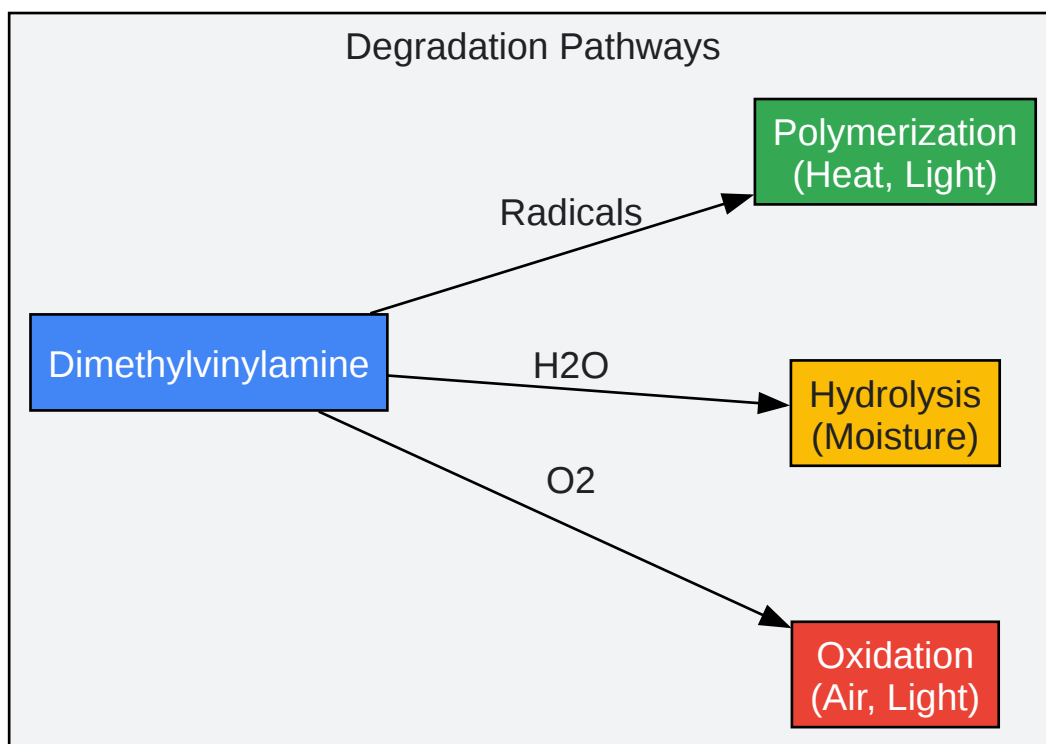 Degradation Pathways
Polymerization
(Heat, Light)
Radicals
Dimethylvinylamine
H2O
Hydrolysis
(Moisture)
O2
Oxidation
(Air, Light)